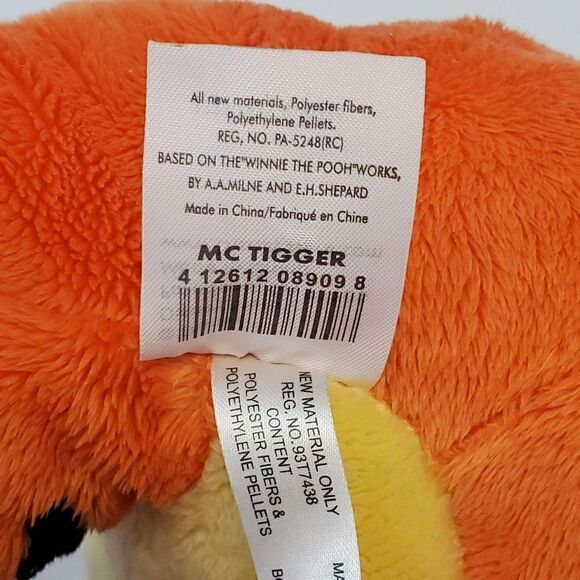 All new materials, Polyester fibers,
Polyethylene Pellets.
REG, NO. PA-5248(RC)
BASED ON THE"WINNIE THE POOH"WORKS,
BY A.A.MILNE AND E.H.SHEPARD
Made in China/Fabriqué en Chine
MC TIGGER
4 12612 08909 8
NEW MATERIAL ONLY
REG. NO. 93T7438
CONTENT
POLYESTER FIBERS &
POLYETHYLENE PELLETS